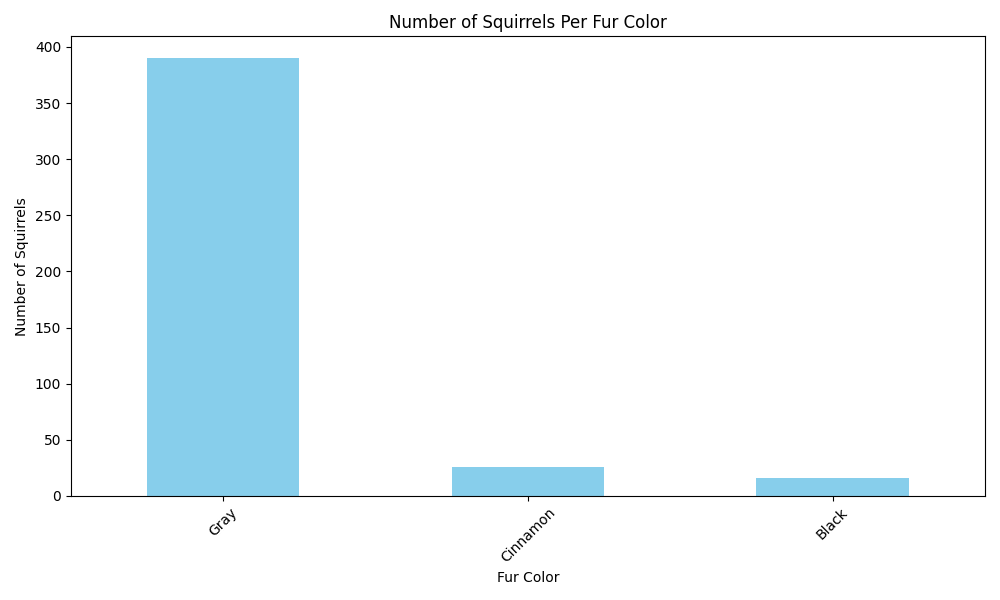 Number of Squirrels Per Fur Color
400
350
300
250
200
150
100
50
0
Number of Squirrels
Gray
Cinnamon
Black
Fur Color